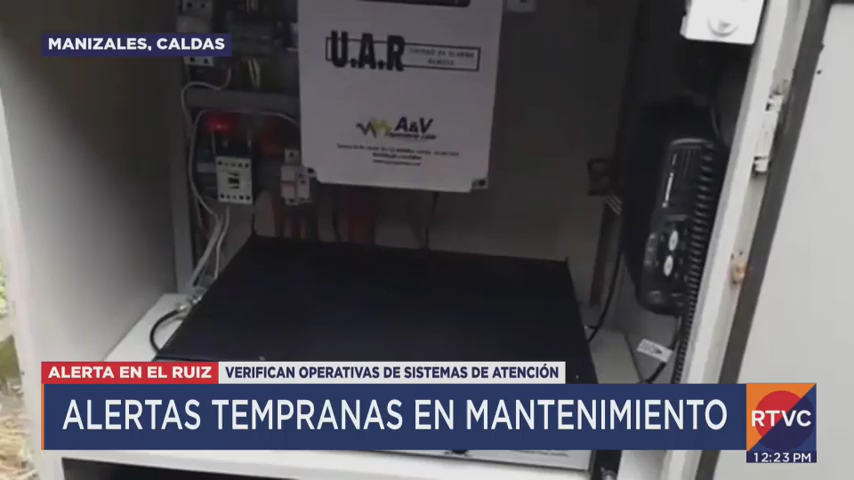 MANIZALES, CALDAS
U.A.R
A&V
ALERTA EN EL RUIZ
VERIFICAN OPERATIVAS DE SISTEMAS DE ATENCIÓN
ALERTAS TEMPRANAS EN MANTENIMIENTO
RTVC
12:23 PM